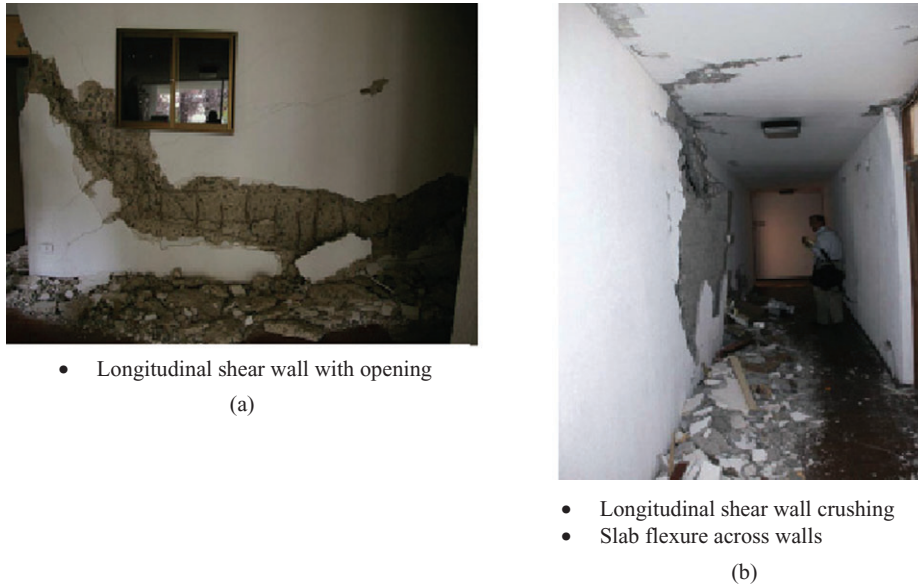 • Longitudinal shear wall with opening
(a)
• Longitudinal shear wall crushing
• Slab flexure across walls
(b)